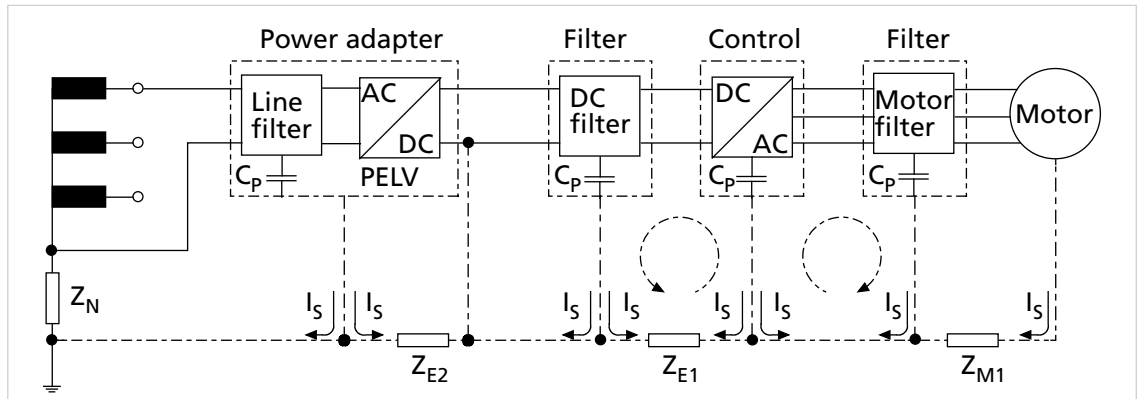 Power adapter
Filter
Control
Filter
Line filter
AC
DC
DC filter
DC
AC
Motor filter
Motor
C_P
PELV
C_P
C_P
C_P
Z_N
I_S
I_S
I_S
I_S
I_S
I_S
I_S
I_S
Z_E2
Z_E1
Z_M1